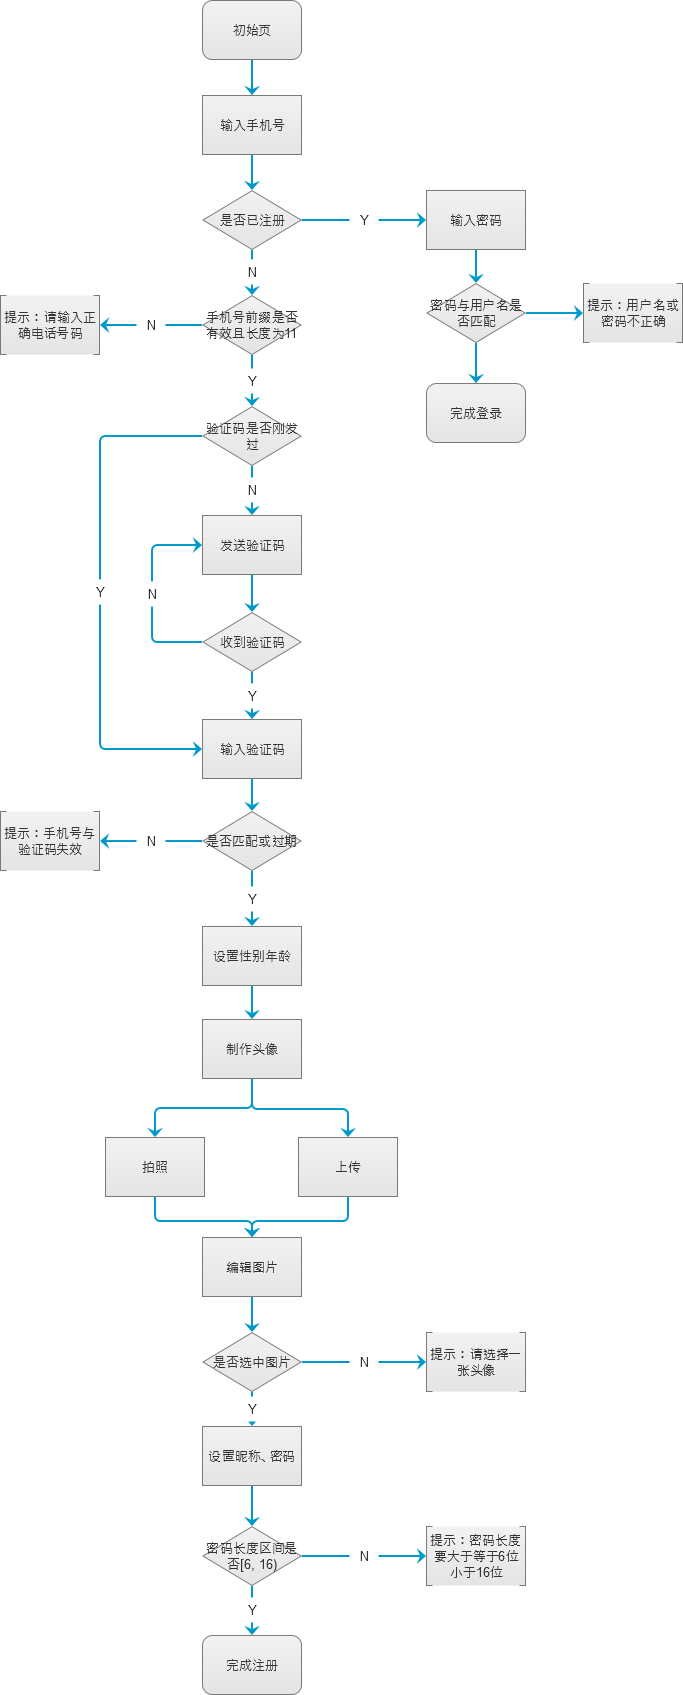 初始页
输入手机号
是否已注册
Y
输入密码
N
密码与用户名是
否匹配
提示：用户名或
密码不正确
手机号前缀是否
有效且长度为11
N
提示：请输入正
确电话号码
Y
完成登录
验证码是否刚发
过
N
发送验证码
Y
N
收到验证码
Y
输入验证码
是否匹配或过期
N
提示：手机号与
验证码失效
Y
设置性别年龄
制作头像
拍照
上传
编辑图片
是否选中图片
N
提示：请选择一
张头像
Y
设置昵称、密码
密码长度区间是
否[6, 16)
N
提示：密码长度
要大于等于6位
小于16位
Y
完成注册